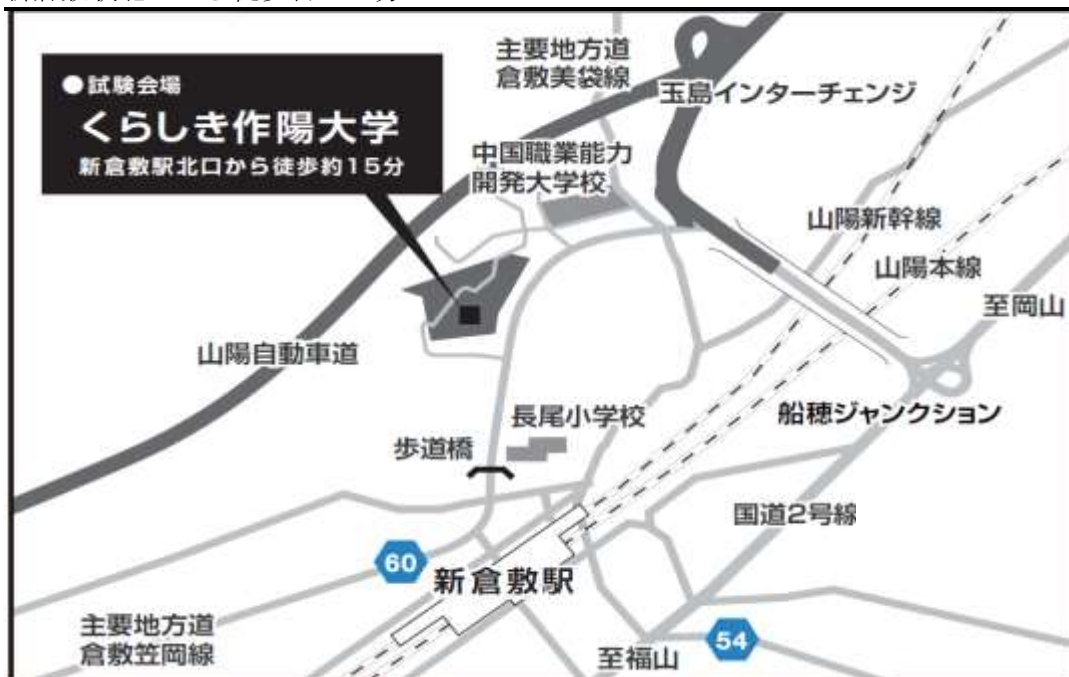 主要地方道
倉敷美袋線
玉島インターチェンジ
●試験会場
くらしき作陽大学
新倉敷駅北口から徒歩約15分
中国職業能力
開発大学校
山陽新幹線
山陽本線
至岡山
山陽自動車道
船穂ジャンクション
長尾小学校
歩道橋
国道2号線
60
新倉敷駅
主要地方道
倉敷笠岡線
至福山
54